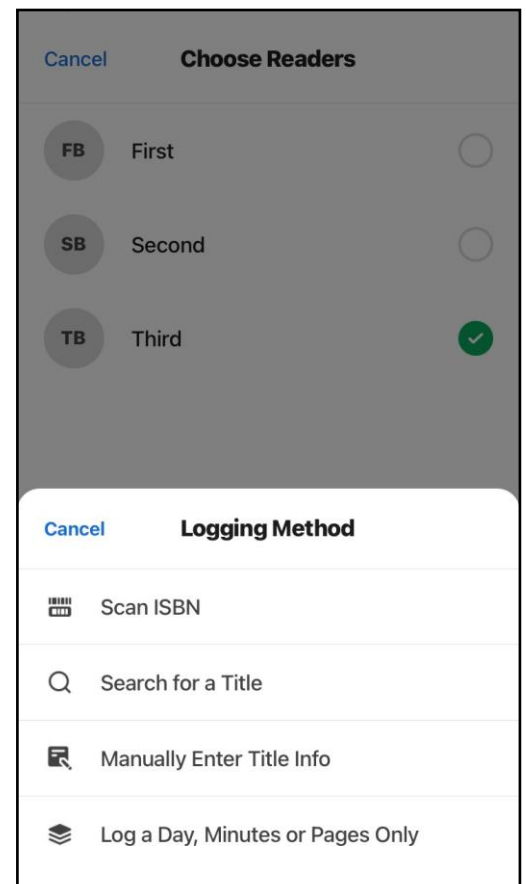 Cancel Choose Readers
FB First
SB Second
TB Third
Cancel Logging Method
Scan ISBN
Search for a Title
Manually Enter Title Info
Log a Day, Minutes or Pages Only